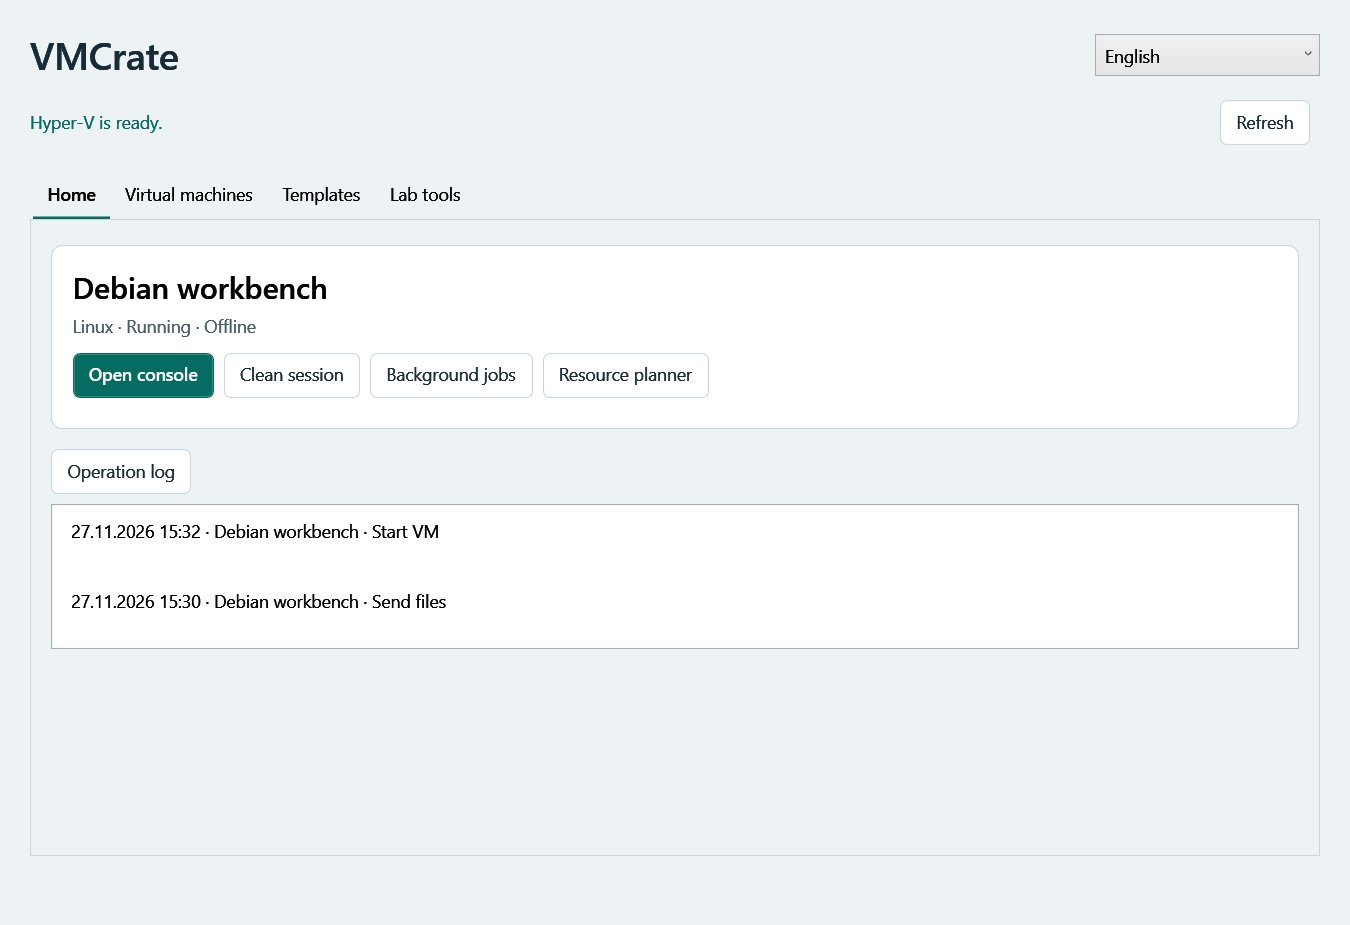 VMCrate
English
Hyper-V is ready.
Refresh
Home Virtual machines Templates Lab tools
Debian workbench
Linux · Running · Offline
Open console Clean session Background jobs Resource planner
Operation log
27.11.2026 15:32 · Debian workbench · Start VM
27.11.2026 15:30 · Debian workbench · Send files